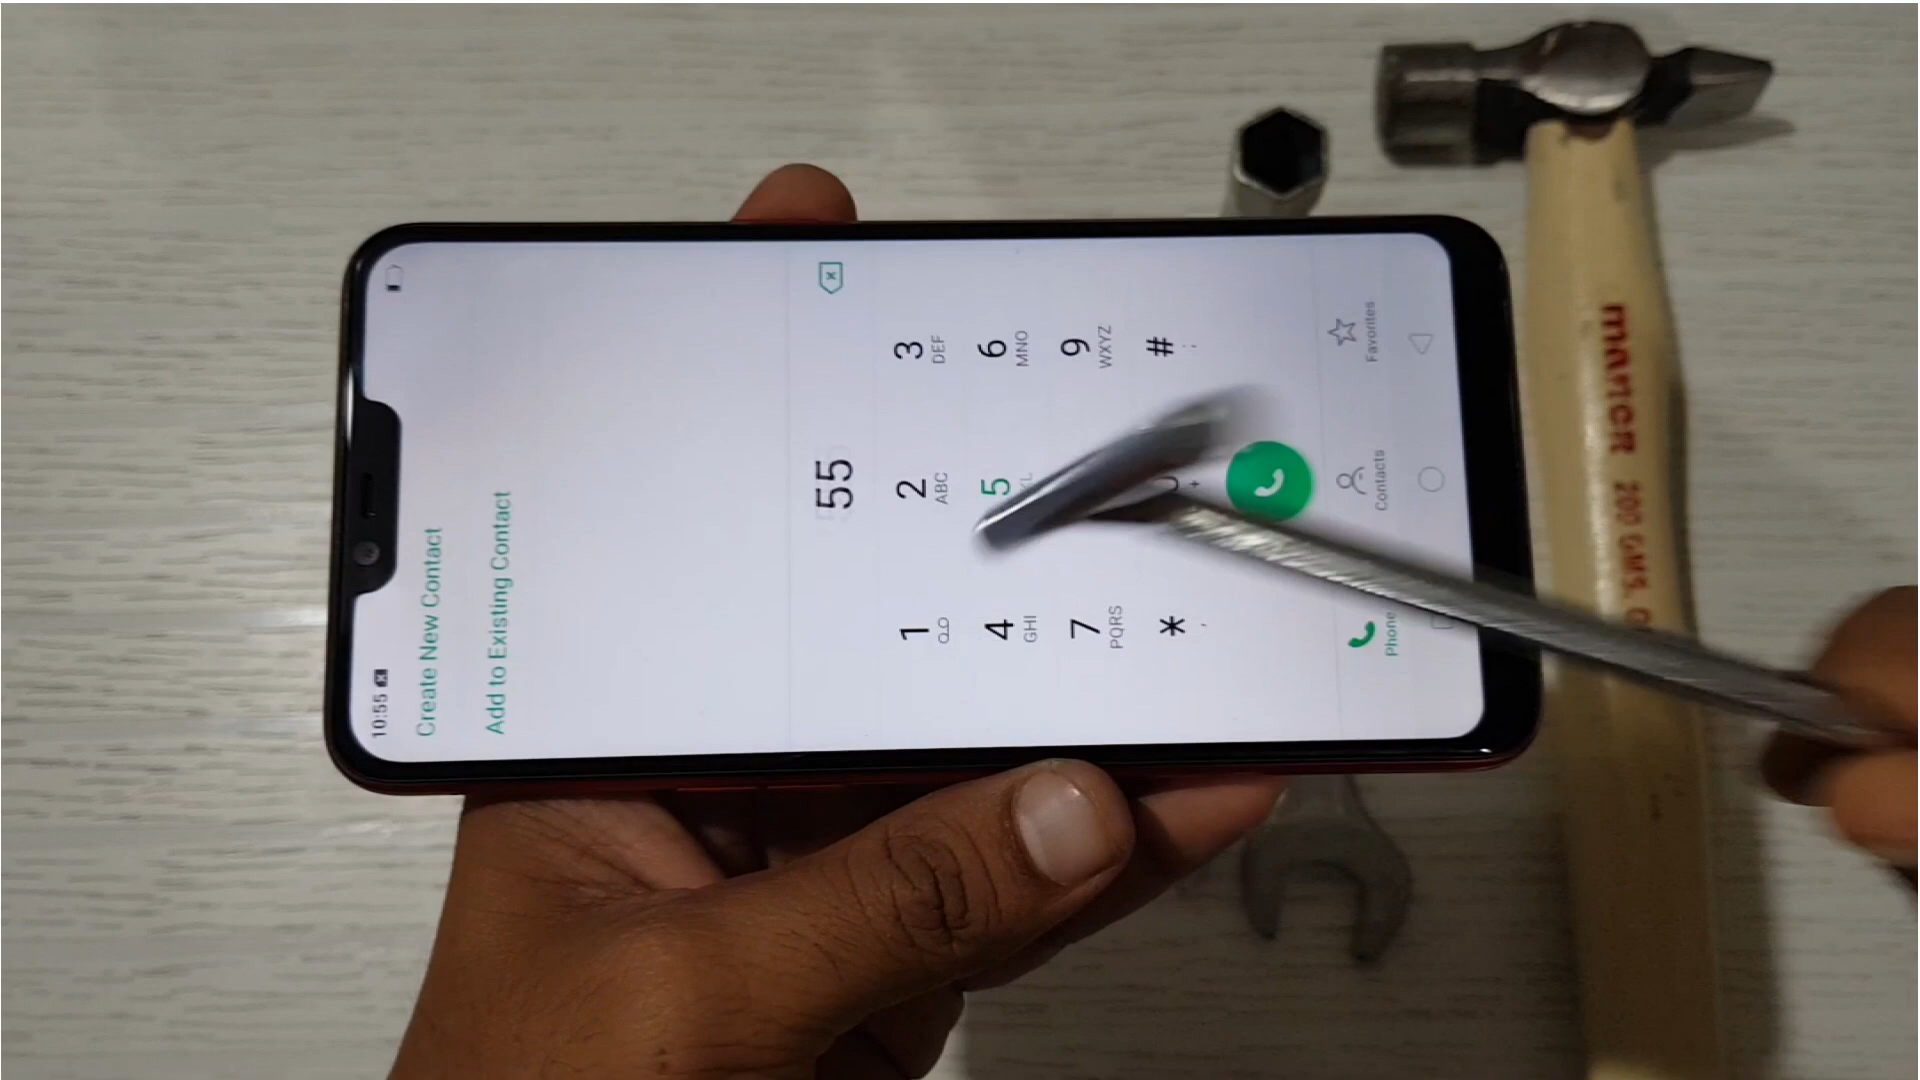 10:55
Create New Contact
Add to Existing Contact
55
1 2 ABC 3 DEF
4 GHI 5 6 MNO
7 PQRS 9 WXYZ
* + #
, ;
Phone Contacts Favorites
mancr 200 GMS.